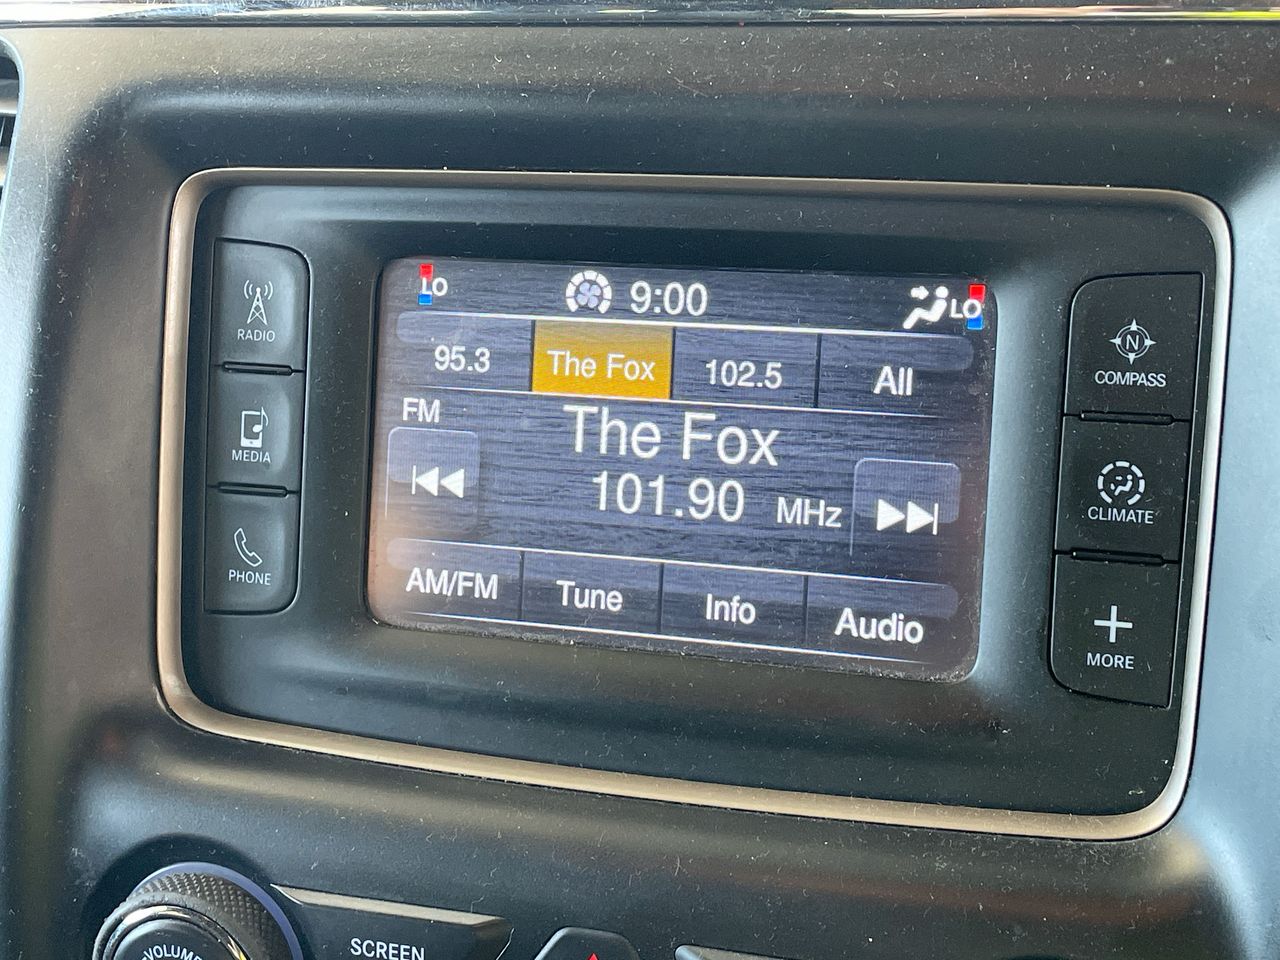 LO 9:00 LO
95.3 The Fox 102.5 All
FM
The Fox
101.90 MHz
AM/FM Tune Info Audio
RADIO
MEDIA
PHONE
N
COMPASS
CLIMATE
MORE
VOLUME
SCREEN